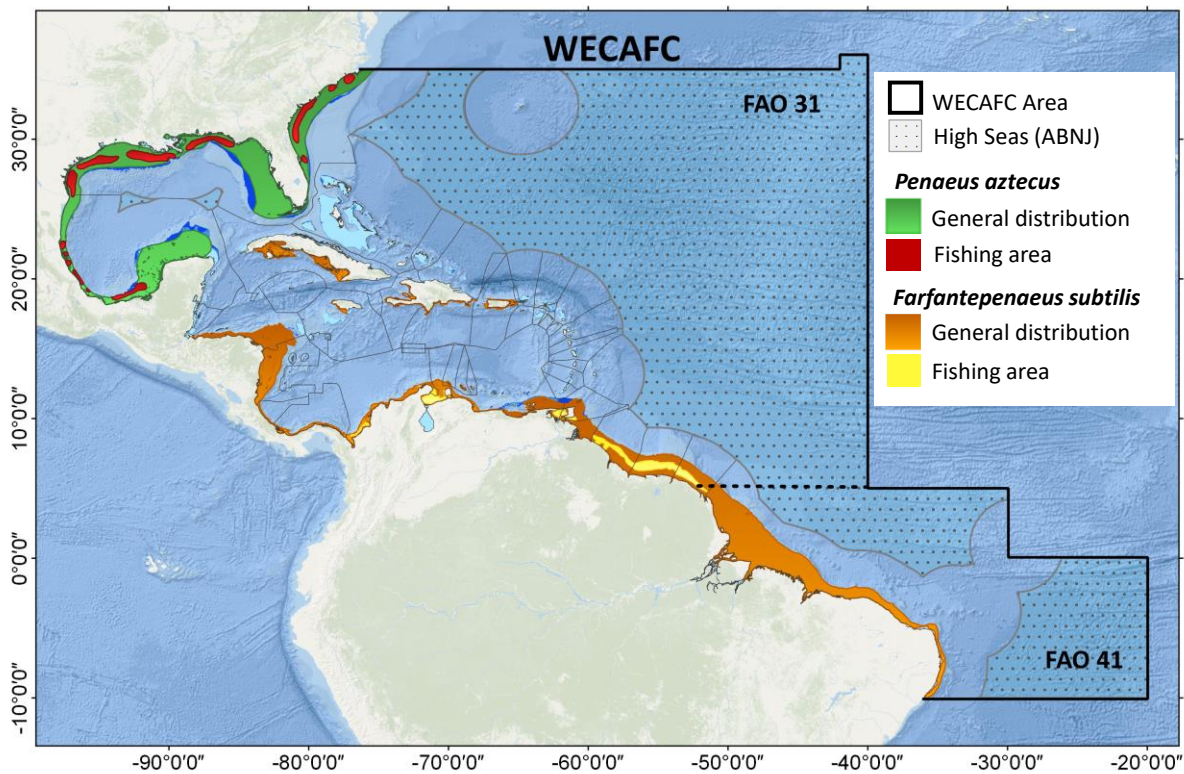 WECAFC
FAO 31
WECAFC Area
High Seas (ABNJ)
Penaeus aztecus
General distribution
Fishing area
Farfantepenaeus subtilis
General distribution
Fishing area
FAO 41
30°0'0"
20°0'0"
10°0'0"
0°0'0"
-10°0'0"
-90°0'0"
-80°0'0"
-70°0'0"
-60°0'0"
-50°0'0"
-40°0'0"
-30°0'0"
-20°0'0"